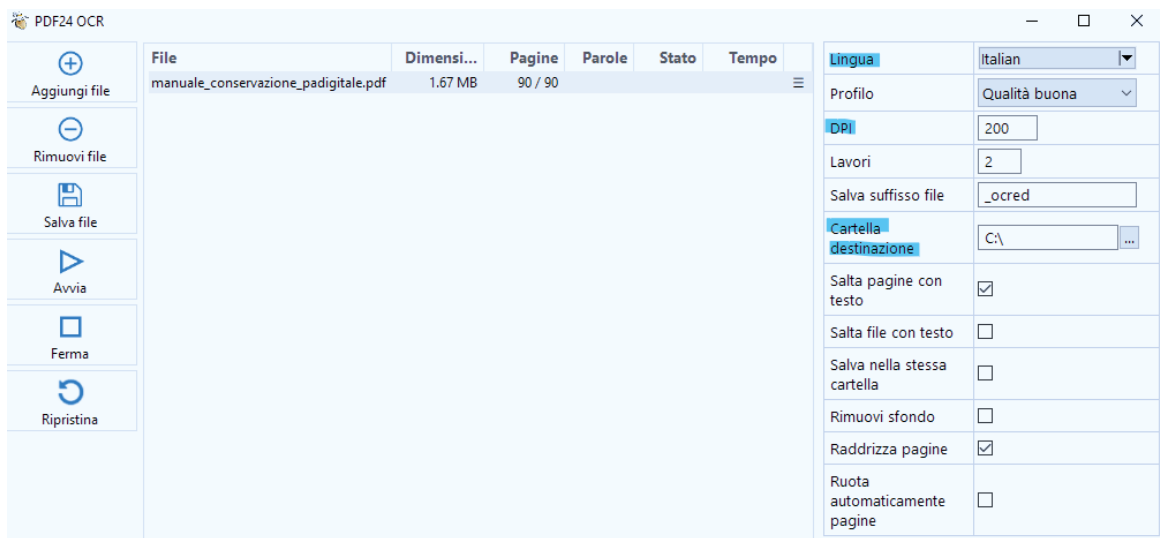 PDF24 OCR
Aggiungi file
Rimuovi file
Salva file
Avvia
Ferma
Ripristina
File Dimensi... Pagine Parole Stato Tempo
manuale_conservazione_padigitale.pdf 1.67 MB 90 / 90
Lingua Italian
Profilo Qualità buona
DPI 200
Lavori 2
Salva suffisso file _ocred
Cartella
destinazione C:\ ...
Salta pagine con
testo
Salta file con testo
Salva nella stessa
cartella
Rimuovi sfondo
Raddrizza pagine
Ruota
automaticamente
pagine